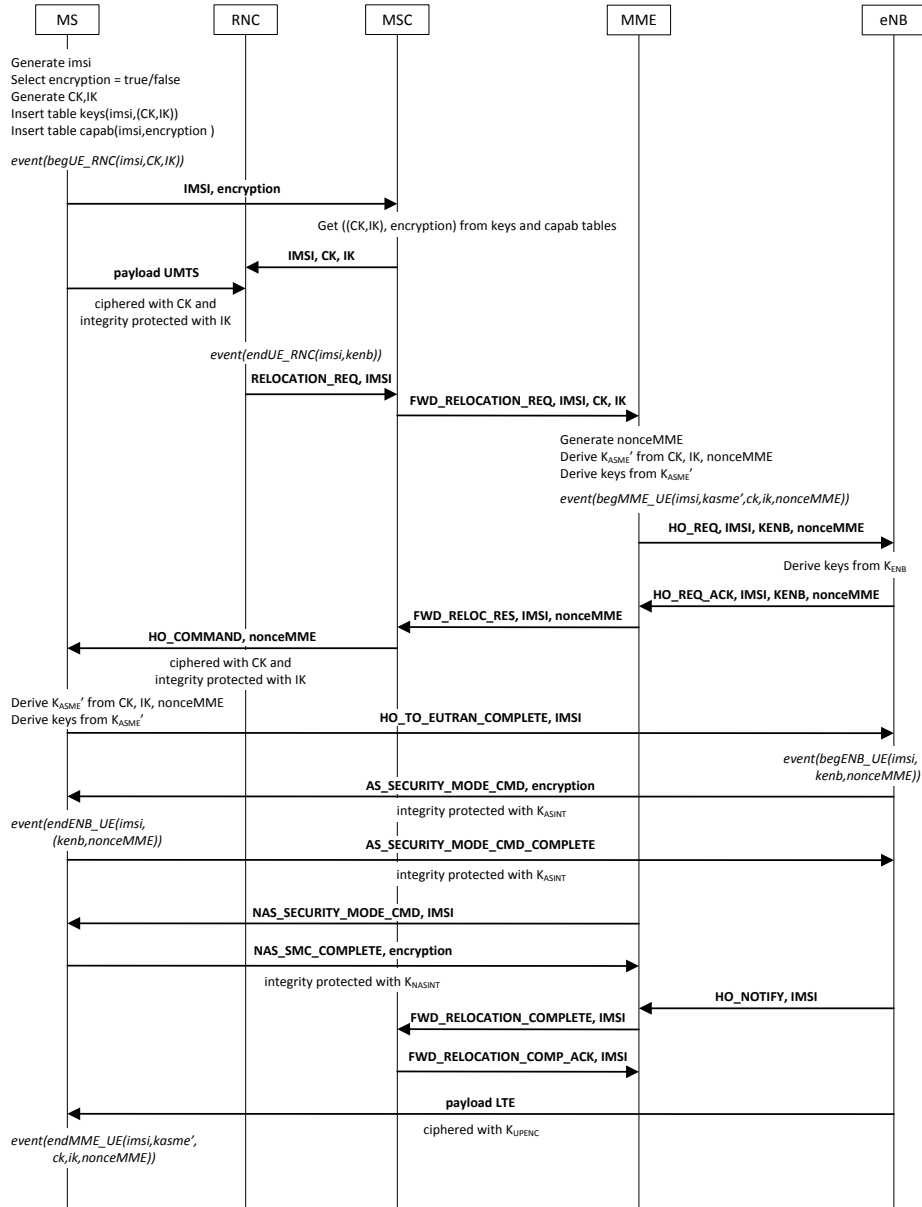 MS
RNC
MSC
MME
eNB
Generate imsi
Select encryption = true/false
Generate CK,IK
Insert table keys(imsi,(CK,IK))
Insert table capab(imsi,encryption )
event(begUE_RNC(imsi,CK,IK))
IMSI, encryption
Get ((CK,IK), encryption) from keys and capab tables
IMSI, CK, IK
payload UMTS
ciphered with CK and
integrity protected with IK
event(endUE_RNC(imsi,kenb))
RELOCATION_REQ, IMSI
FWD_RELOCATION_REQ, IMSI, CK, IK
Generate nonceMME
Derive KASME’ from CK, IK, nonceMME
Derive keys from KASME’
event(begMME_UE(imsi,kasme’,ck,ik,nonceMME))
HO_REQ, IMSI, KENB, nonceMME
Derive keys from KENB
HO_REQ_ACK, IMSI, KENB, nonceMME
FWD_RELOC_RES, IMSI, nonceMME
HO_COMMAND, nonceMME
ciphered with CK and
integrity protected with IK
Derive KASME’ from CK, IK, nonceMME
Derive keys from KASME’
HO_TO_EUTRAN_COMPLETE, IMSI
event(begENB_UE(imsi,
kenb,nonceMME))
AS_SECURITY_MODE_CMD, encryption
integrity protected with KASINT
event(endENB_UE(imsi,
(kenb,nonceMME))
AS_SECURITY_MODE_CMD_COMPLETE
integrity protected with KASINT
NAS_SECURITY_MODE_CMD, IMSI
NAS_SMC_COMPLETE, encryption
integrity protected with KNASINT
HO_NOTIFY, IMSI
FWD_RELOCATION_COMPLETE, IMSI
FWD_RELOCATION_COMP_ACK, IMSI
payload LTE
ciphered with KUPENC
event(endMME_UE(imsi,kasme’,
ck,ik,nonceMME))